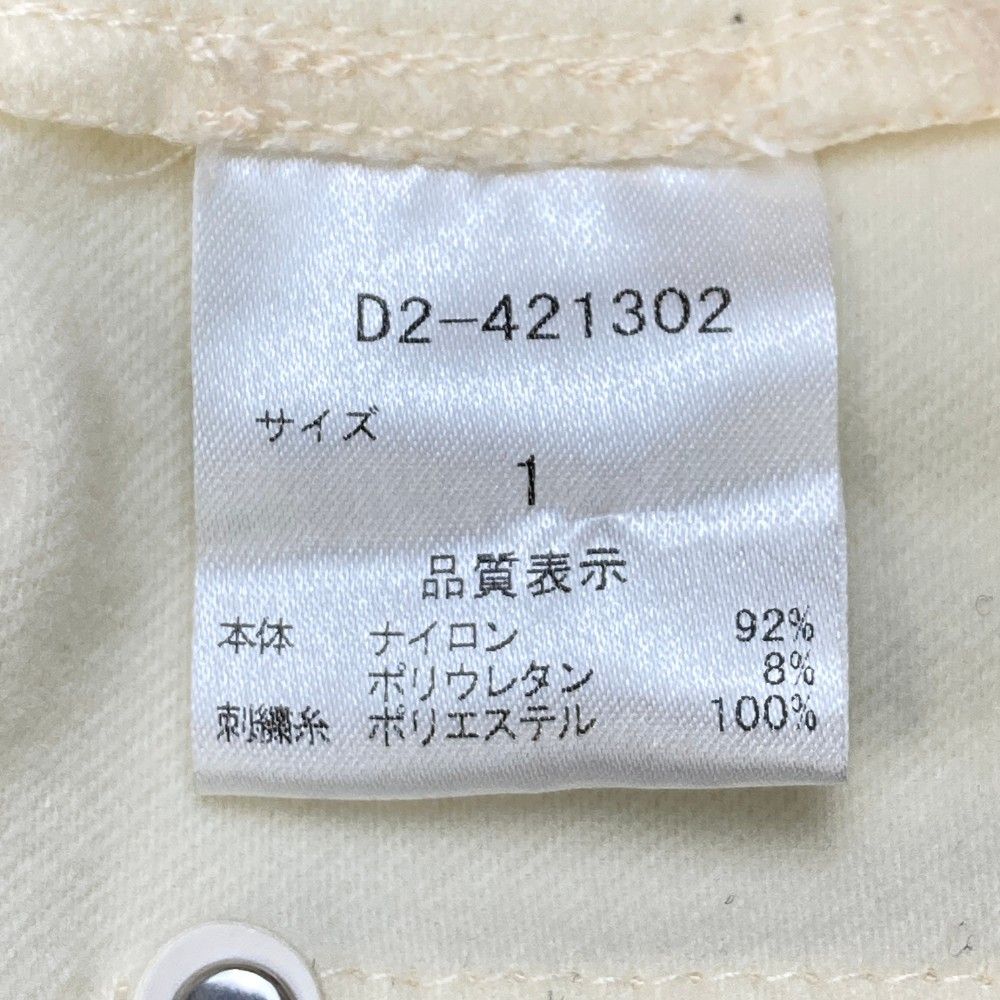 D2-421302
サイズ
1
品質表示
本体 ナイロン 92%
ポリウレタン 8%
刺繍糸 ポリエステル 100%